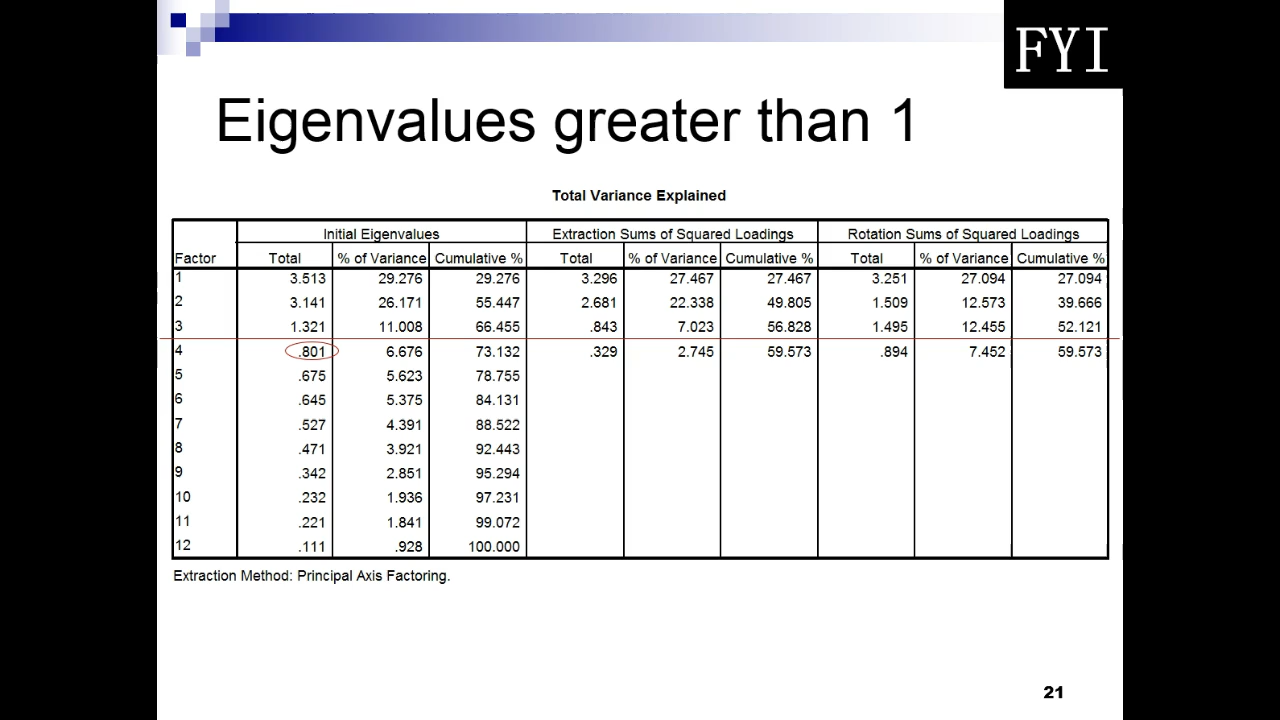 FYI
Eigenvalues greater than 1
Total Variance Explained
Initial Eigenvalues Extraction Sums of Squared Loadings Rotation Sums of Squared Loadings
Factor Total % of Variance Cumulative % Total % of Variance Cumulative % Total % of Variance Cumulative %
1 3.513 29.276 29.276 3.296 27.467 27.467 3.251 27.094 27.094
2 3.141 26.171 55.447 2.681 22.338 49.805 1.509 12.573 39.666
3 1.321 11.008 66.455 .843 7.023 56.828 1.495 12.455 52.121
4 .801 6.676 73.132 .329 2.745 59.573 .894 7.452 59.573
5 .675 5.623 78.755
6 .645 5.375 84.131
7 .527 4.391 88.522
8 .471 3.921 92.443
9 .342 2.851 95.294
10 .232 1.936 97.231
11 .221 1.841 99.072
12 .111 .928 100.000
Extraction Method: Principal Axis Factoring.
21